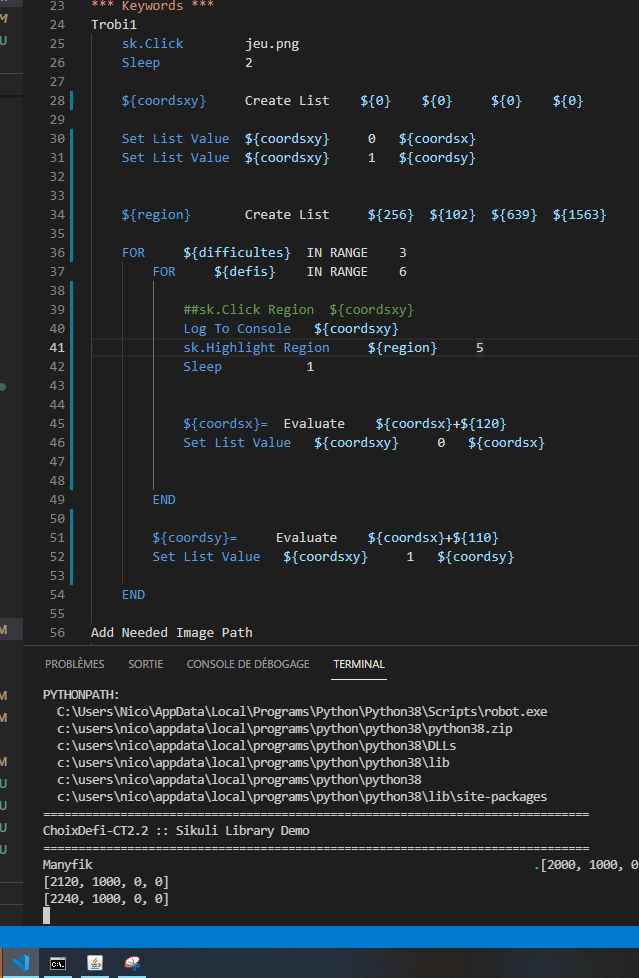 23 *** Keywords ***
24 Trobi1
25 sk.Click jeu.png
26 Sleep 2
27
28 ${coordsxy} Create List ${0} ${0} ${0} ${0}
29
30 Set List Value ${coordsxy} 0 ${coordsx}
31 Set List Value ${coordsxy} 1 ${coordsy}
32
33
34 ${region} Create List ${256} ${102} ${639} ${1563}
35
36 FOR ${difficultes} IN RANGE 3
37 FOR ${defis} IN RANGE 6
38
39 ##sk.Click Region ${coordsxy}
40 Log To Console ${coordsxy}
41 sk.Highlight Region ${region} 5
42 Sleep 1
43
44
45 ${coordsx}= Evaluate ${coordsx}+${120}
46 Set List Value ${coordsxy} 0 ${coordsx}
47
48
49 END
50
51 ${coordsy}= Evaluate ${coordsx}+${110}
52 Set List Value ${coordsxy} 1 ${coordsy}
53
54 END
55
56 Add Needed Image Path
PROBLÈMES SORTIE CONSOLE DE DÉBOGAGE TERMINAL
PYTHONPATH:
C:\Users\Nico\AppData\Local\Programs\Python\Python38\Scripts\robot.exe
c:\users\nico\appdata\local\programs\python\python38\python38.zip
c:\users\nico\appdata\local\programs\python\python38\DLLs
c:\users\nico\appdata\local\programs\python\python38\lib
c:\users\nico\appdata\local\programs\python\python38
c:\users\nico\appdata\local\programs\python\python38\lib\site-packages
==============================================================================
ChoixDefi-CT2.2 :: Sikuli Library Demo
==============================================================================
Manyfik .[2000, 1000, 0
[2120, 1000, 0, 0]
[2240, 1000, 0, 0]